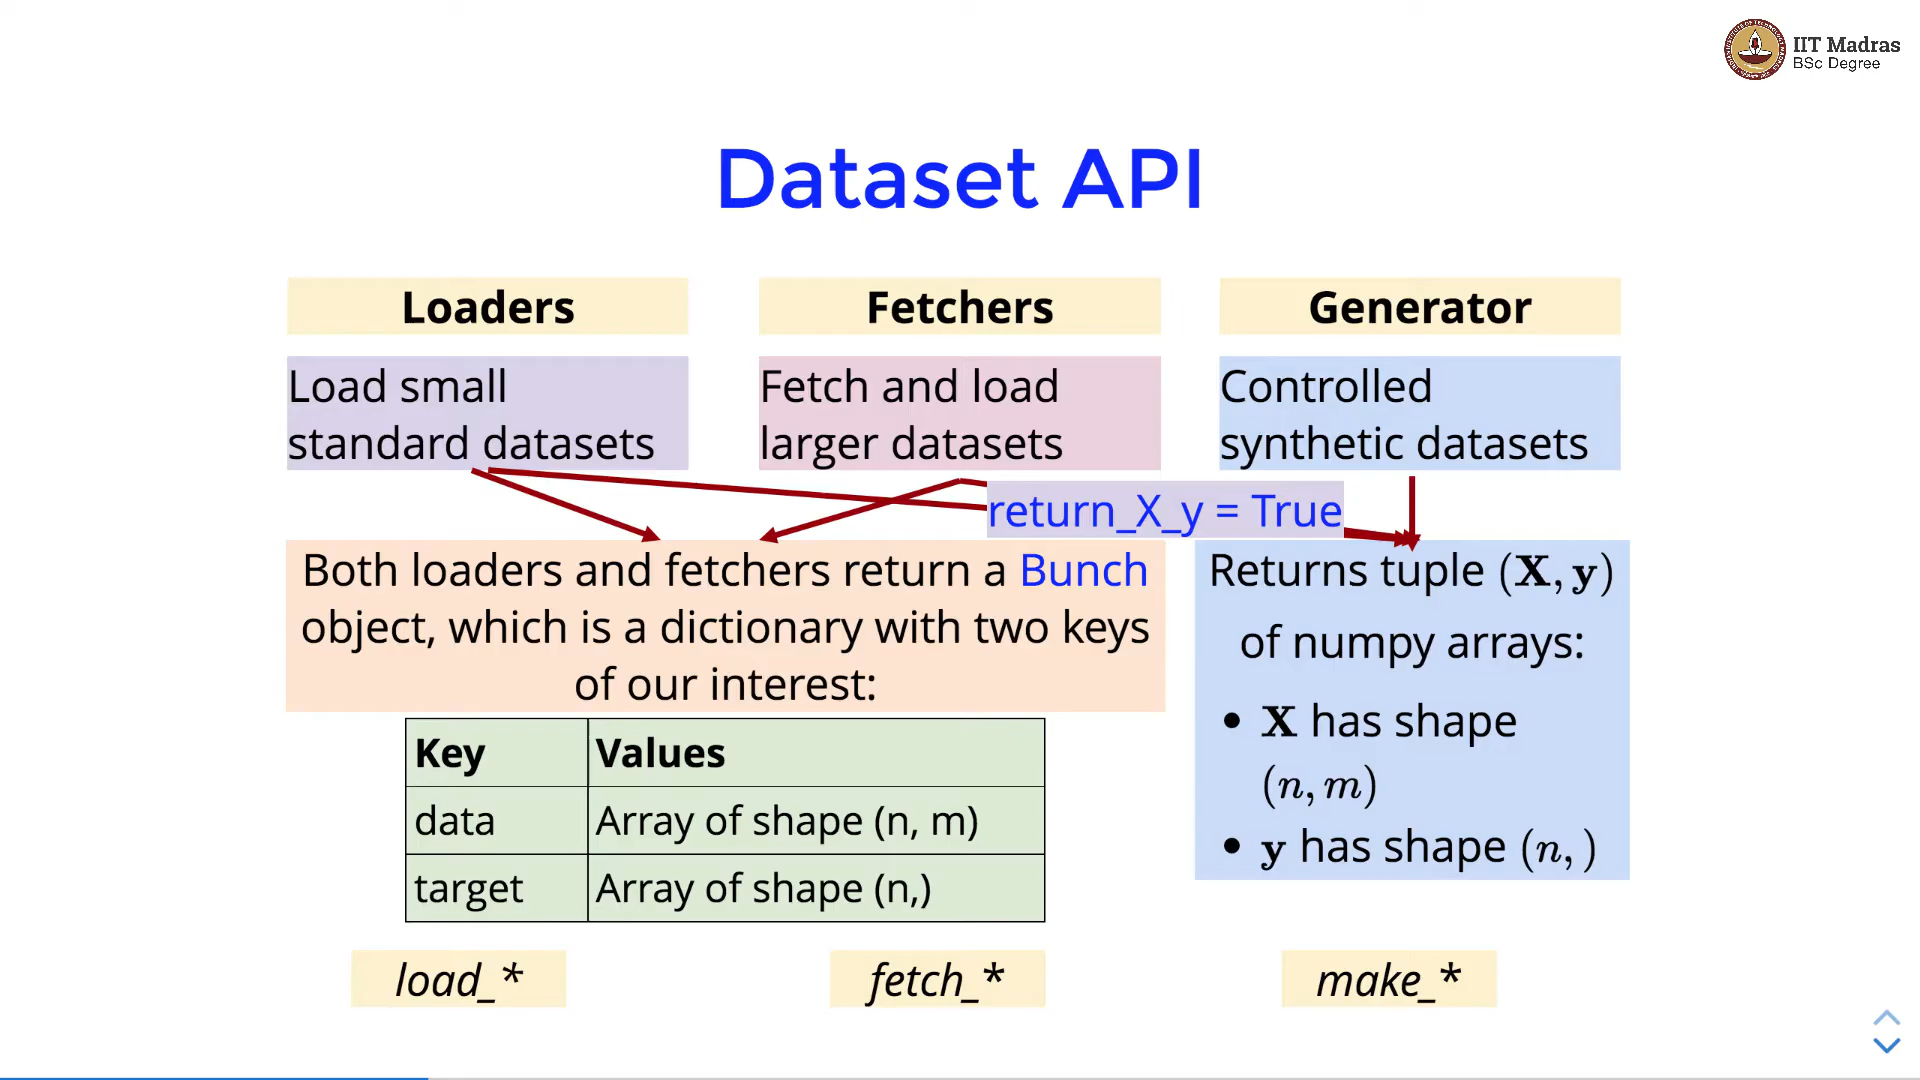 IIT Madras
BSc Degree
Dataset API
Loaders
Fetchers
Generator
Load small
standard datasets
Fetch and load
larger datasets
Controlled
synthetic datasets
return_X_y = True
Both loaders and fetchers return a Bunch
object, which is a dictionary with two keys
of our interest:
Key Values
data Array of shape (n, m)
target Array of shape (n,)
Returns tuple (X, y)
of numpy arrays:
• X has shape
(n, m)
• y has shape (n, )
load_*
fetch_*
make_*